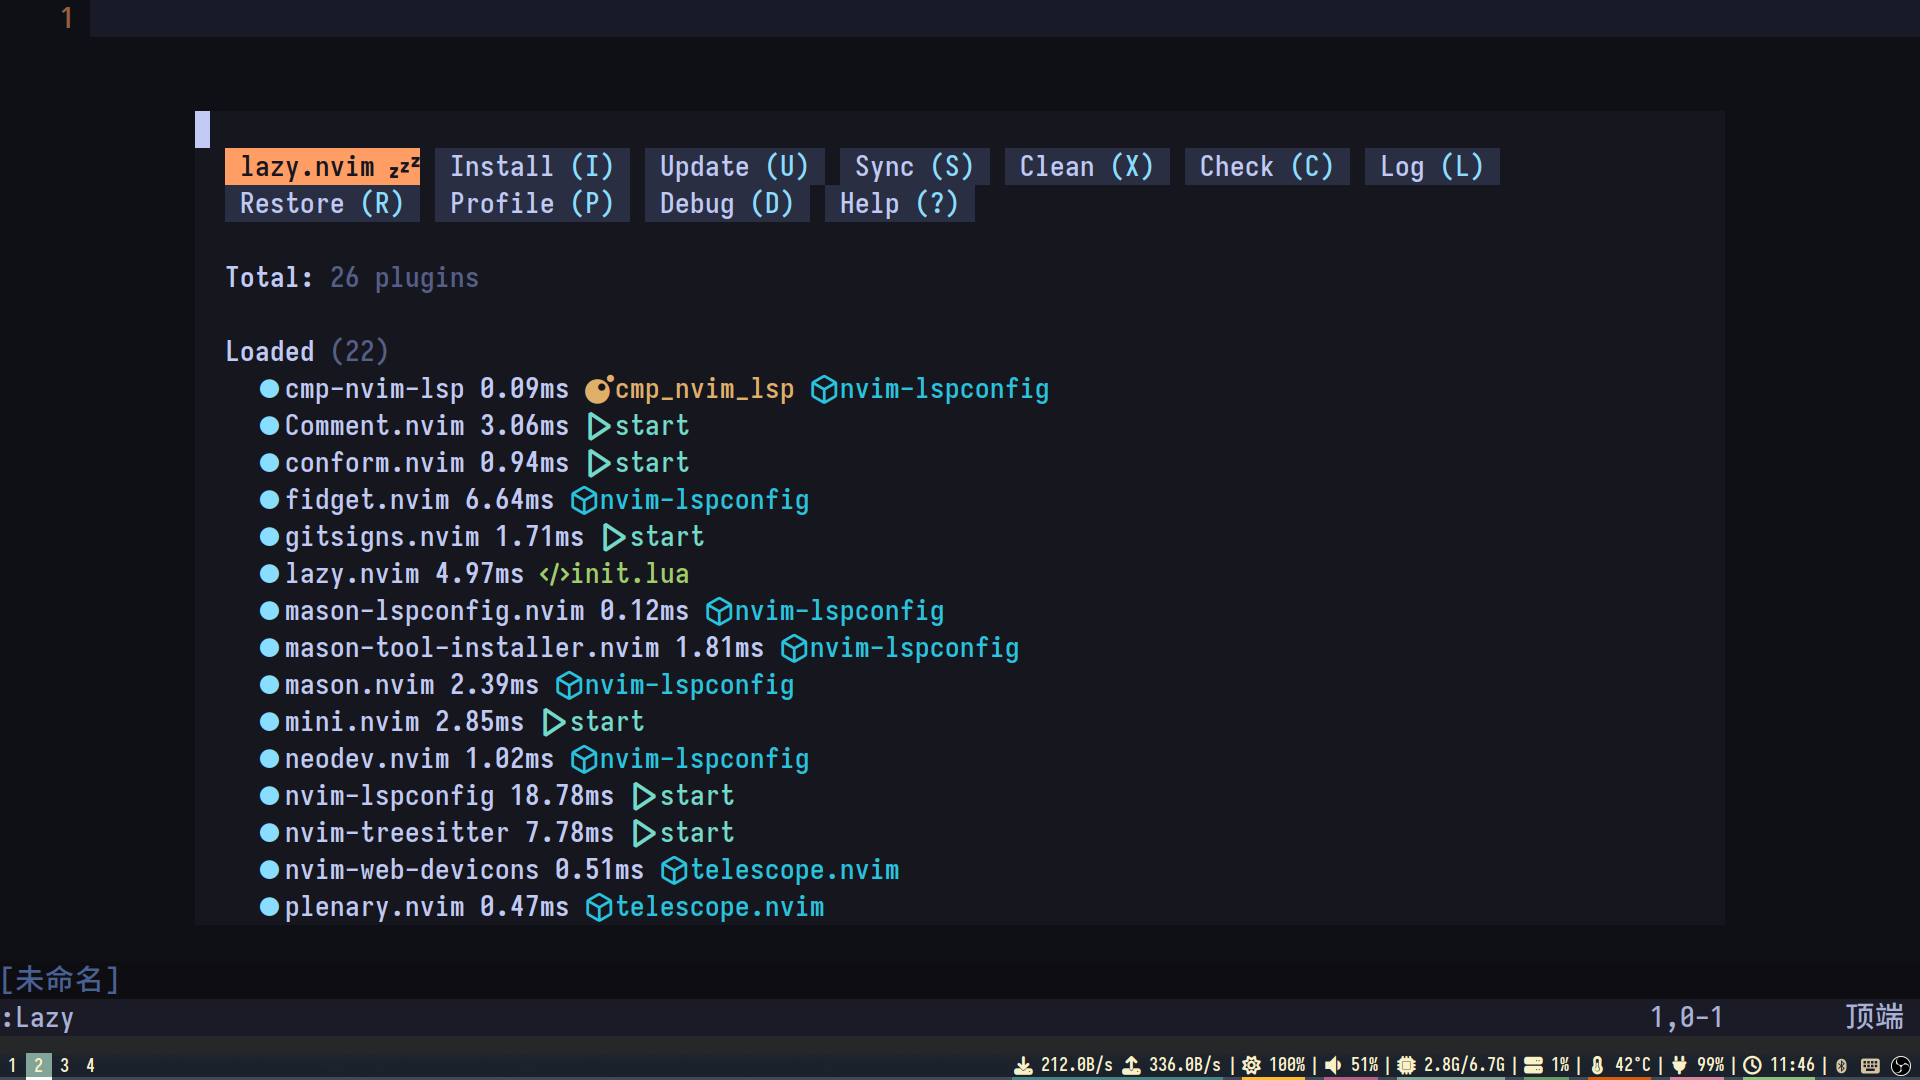 1
lazy.nvim zzz Install (I) Update (U) Sync (S) Clean (X) Check (C) Log (L)
Restore (R) Profile (P) Debug (D) Help (?)
Total: 26 plugins
Loaded (22)
● cmp-nvim-lsp 0.09ms cmp_nvim_lsp nvim-lspconfig
● Comment.nvim 3.06ms start
● conform.nvim 0.94ms start
● fidget.nvim 6.64ms nvim-lspconfig
● gitsigns.nvim 1.71ms start
● lazy.nvim 4.97ms </> init.lua
● mason-lspconfig.nvim 0.12ms nvim-lspconfig
● mason-tool-installer.nvim 1.81ms nvim-lspconfig
● mason.nvim 2.39ms nvim-lspconfig
● mini.nvim 2.85ms start
● neodev.nvim 1.02ms nvim-lspconfig
● nvim-lspconfig 18.78ms start
● nvim-treesitter 7.78ms start
● nvim-web-devicons 0.51ms telescope.nvim
● plenary.nvim 0.47ms telescope.nvim
[未命名]
:Lazy 1,0-1 顶端
1 2 3 4 212.0B/s 336.0B/s | 100% | 51% | 2.8G/6.7G | 1% | 42°C | 99% | 11:46 |